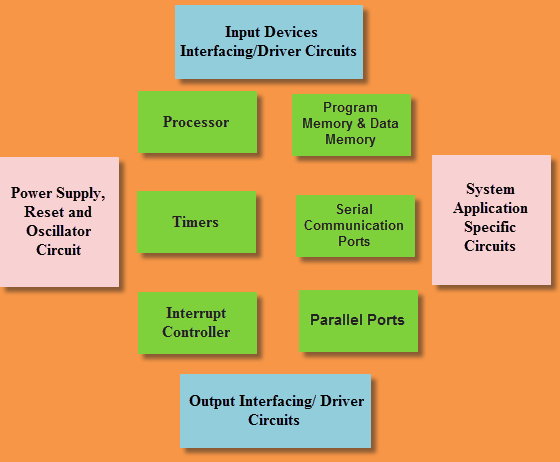 Input Devices
Interfacing/Driver Circuits
Processor
Program
Memory & Data
Memory
Power Supply,
Reset and
Oscillator
Circuit
Timers
Serial
Communication
Ports
System
Application
Specific
Circuits
Interrupt
Controller
Parallel Ports
Output Interfacing/ Driver
Circuits